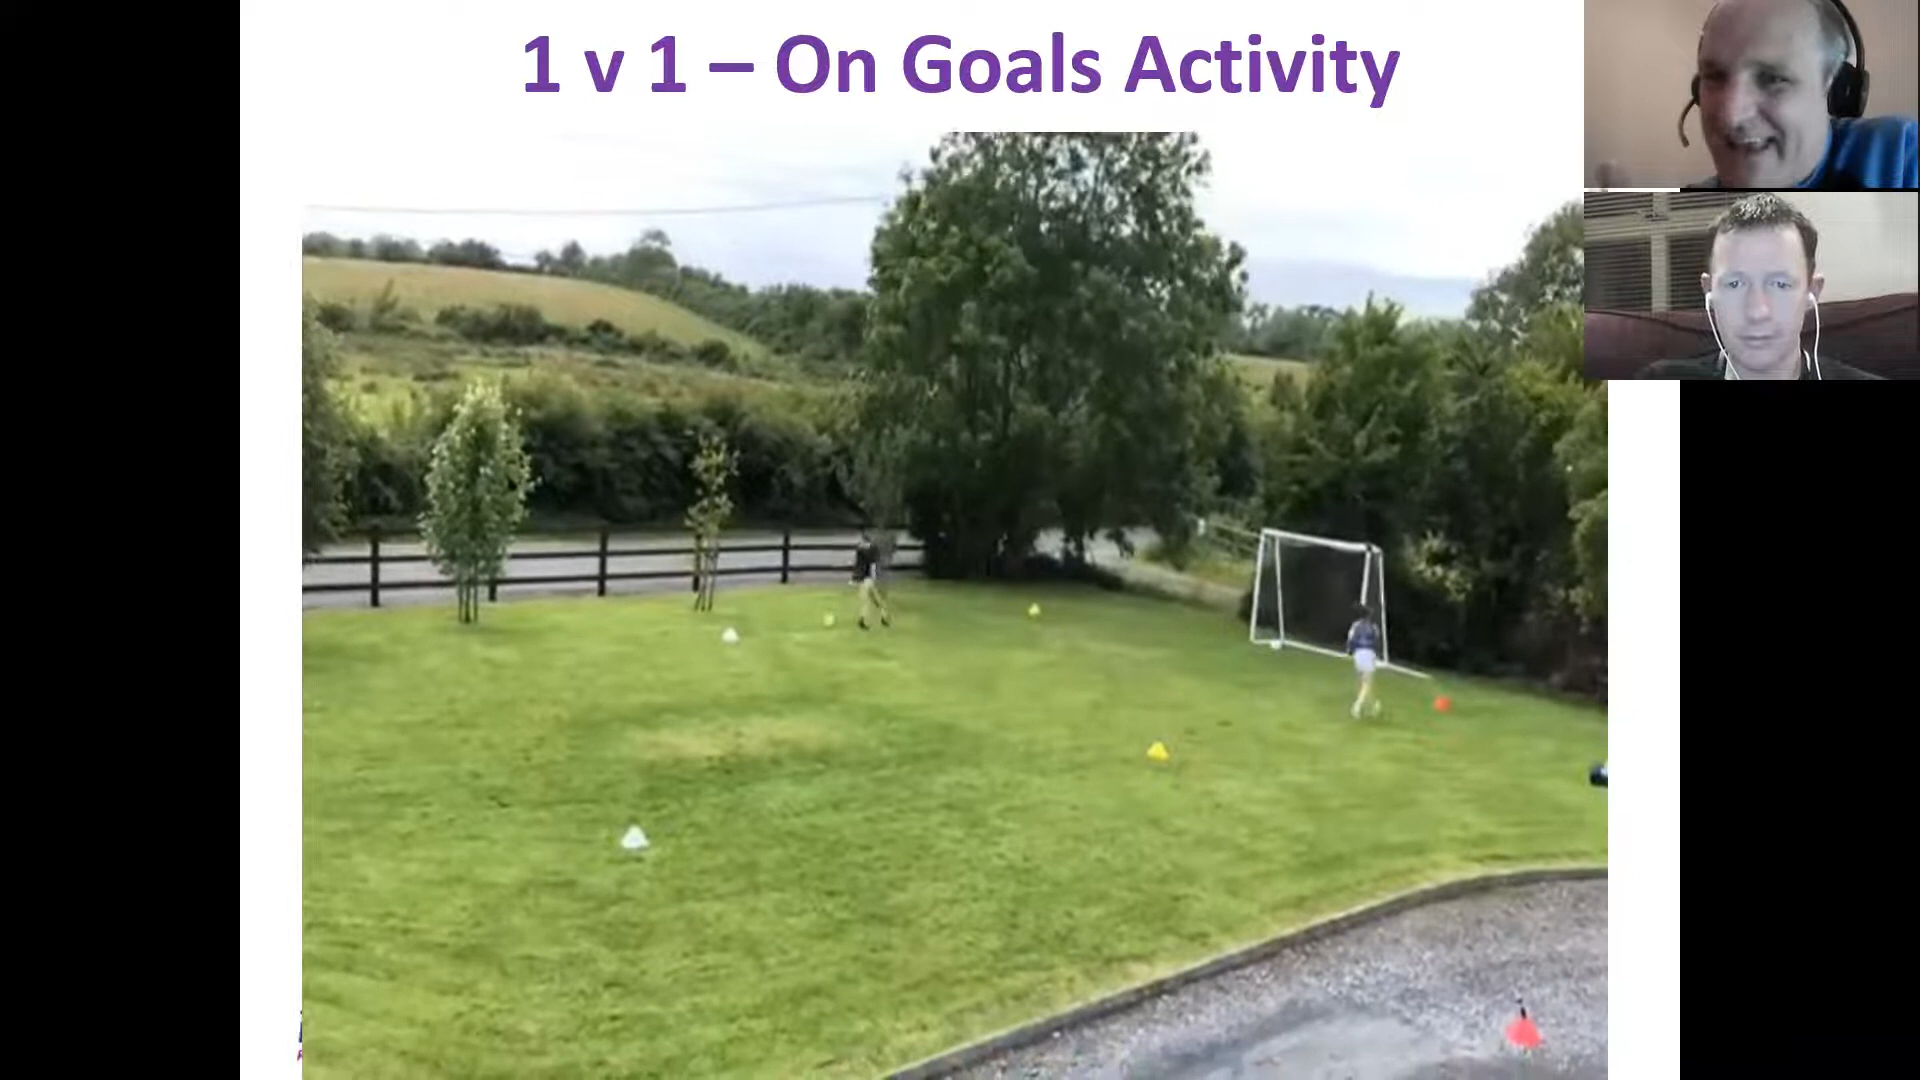 1 v 1 – On Goals Activity